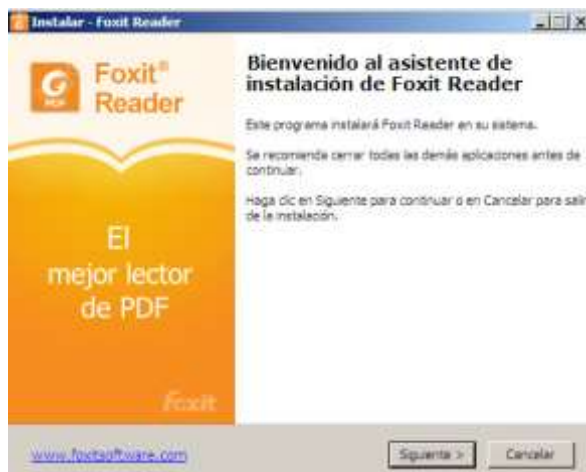 Instalar - Foxit Reader
Foxit®
Reader
PDF
El
mejor lector
de PDF
foxit
Bienvenido al asistente de
instalación de Foxit Reader
Este programa instalará Foxit Reader en su sistema.
Se recomienda cerrar todas las demás aplicaciones antes de
continuar.
Haga clic en Siguiente para continuar o en Cancelar para salir
de la instalación.
www.foxitsoftware.com
Siguiente >
Cancelar